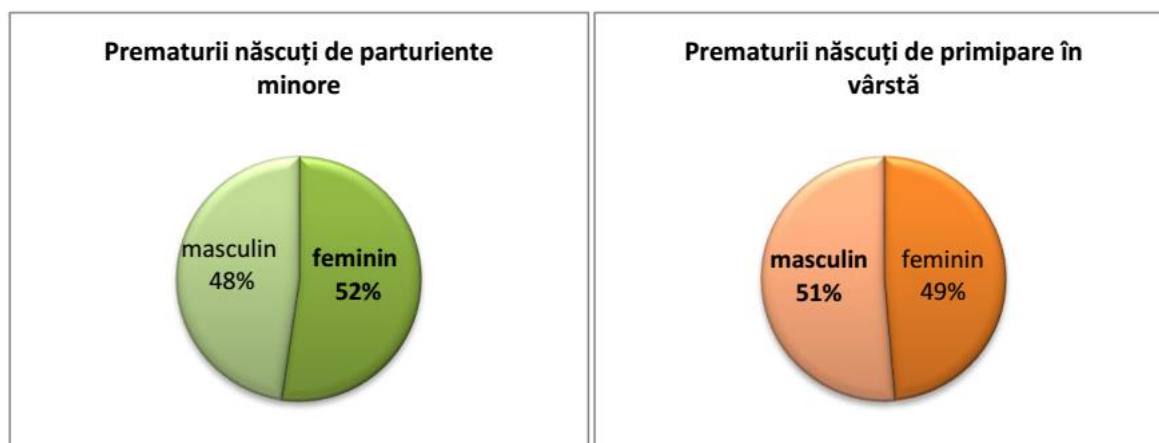 Prematurii născuți de parturiente
minore
masculin
48%
feminin
52%
Prematurii născuți de primipare în
vârstă
masculin
51%
feminin
49%